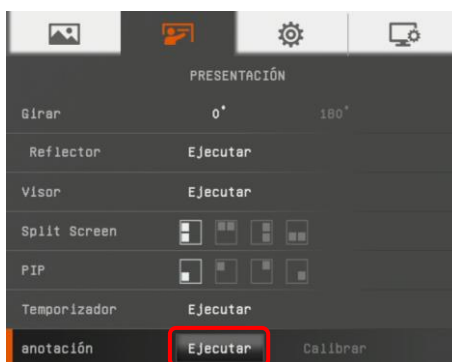 PRESENTACIÓN
Girar 0° 180°
Reflector Ejecutar
Visor Ejecutar
Split Screen
PIP
Temporizador Ejecutar
anotación Ejecutar Calibrar